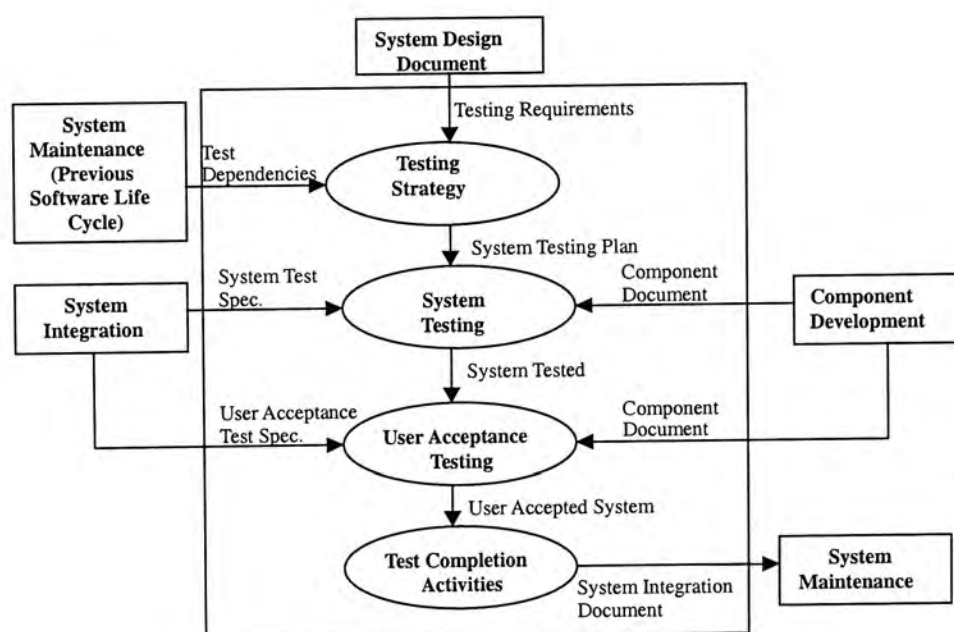 System Design
Document
Testing Requirements
System
Maintenance
(Previous
Software Life
Cycle)
Test
Dependencies
Testing
Strategy
System Testing Plan
System Test
Spec.
Component
Document
System
Integration
System
Testing
Component
Development
System Tested
User Acceptance
Test Spec.
Component
Document
User Acceptance
Testing
User Accepted System
Test Completion
Activities
System Integration
Document
System
Maintenance